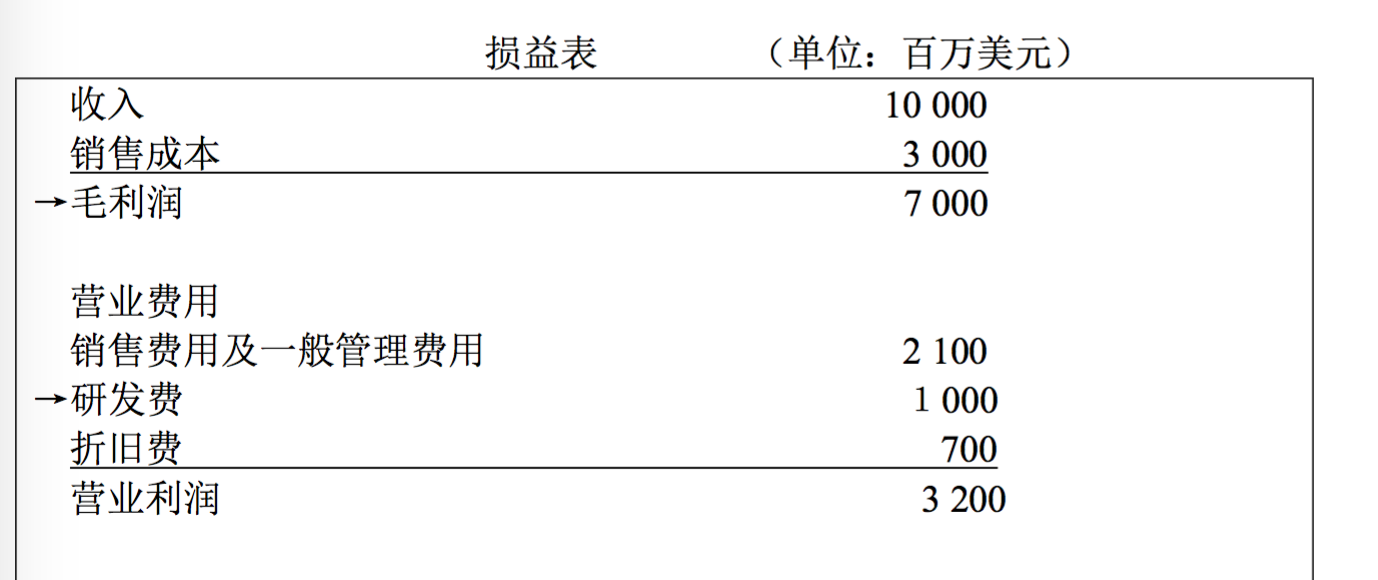 损益表 （单位：百万美元）
收入 10 000
销售成本 3 000
→毛利润 7 000
营业费用
销售费用及一般管理费用 2 100
→研发费 1 000
折旧费 700
营业利润 3 200